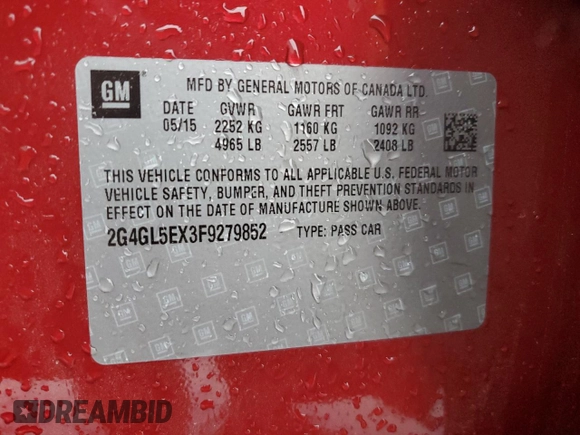 GM
MFD BY GENERAL MOTORS OF CANADA LTD.
DATE GVWR GAWR FRT GAWR RR
05/15 2252 KG 1160 KG 1092 KG
4965 LB 2557 LB 2408 LB
THIS VEHICLE CONFORMS TO ALL APPLICABLE U.S. FEDERAL MOTOR
VEHICLE SAFETY, BUMPER, AND THEFT PREVENTION STANDARDS IN
EFFECT ON THE DATE OF MANUFACTURE SHOWN ABOVE.
2G4GL5EX3F9279852 TYPE: PASS CAR
DREAMBID